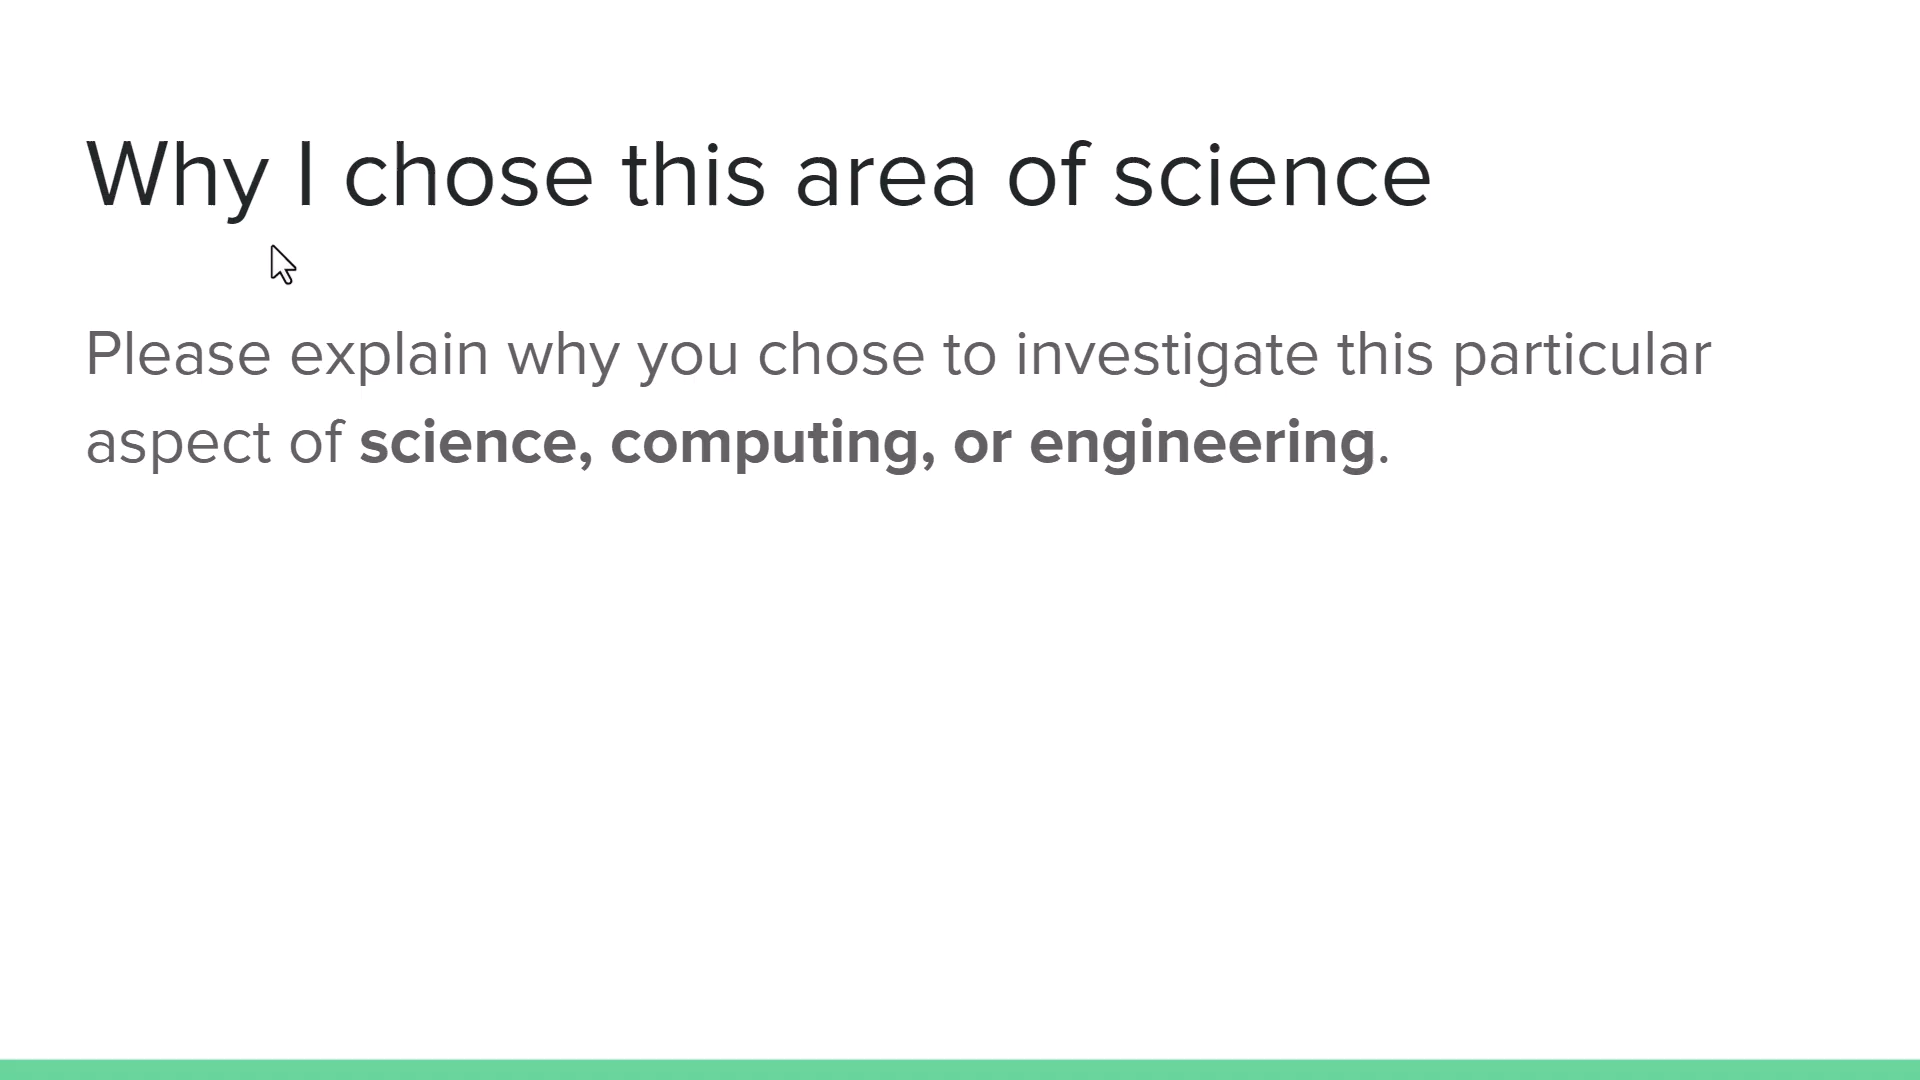 Why I chose this area of science
Please explain why you chose to investigate this particular
aspect of science, computing, or engineering.